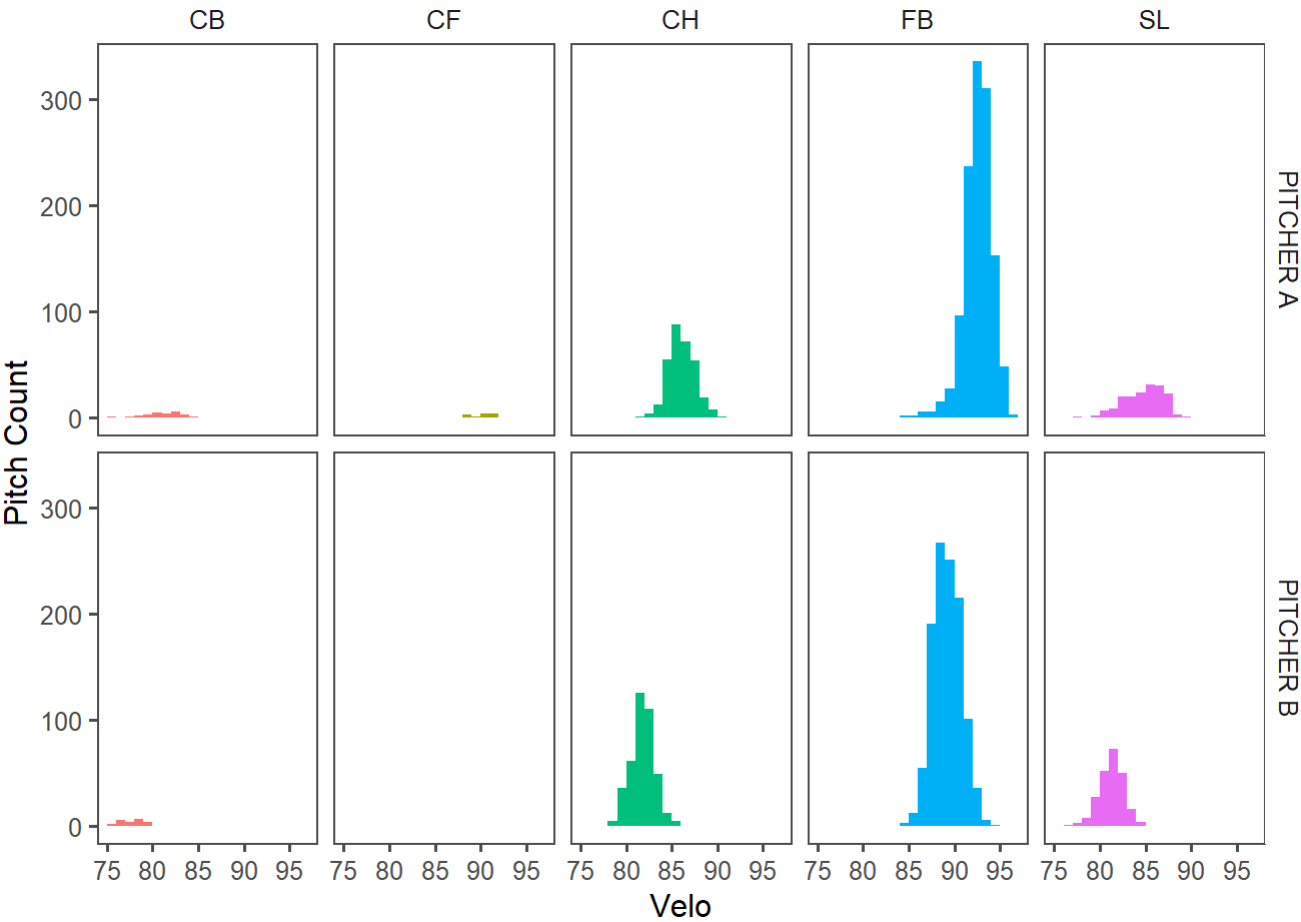 CB CF CH FB SL
300
200
100
0
PITCHER A
Pitch Count
300
200
100
0
PITCHER B
75 80 85 90 95 75 80 85 90 95 75 80 85 90 95 75 80 85 90 95 75 80 85 90 95
Velo